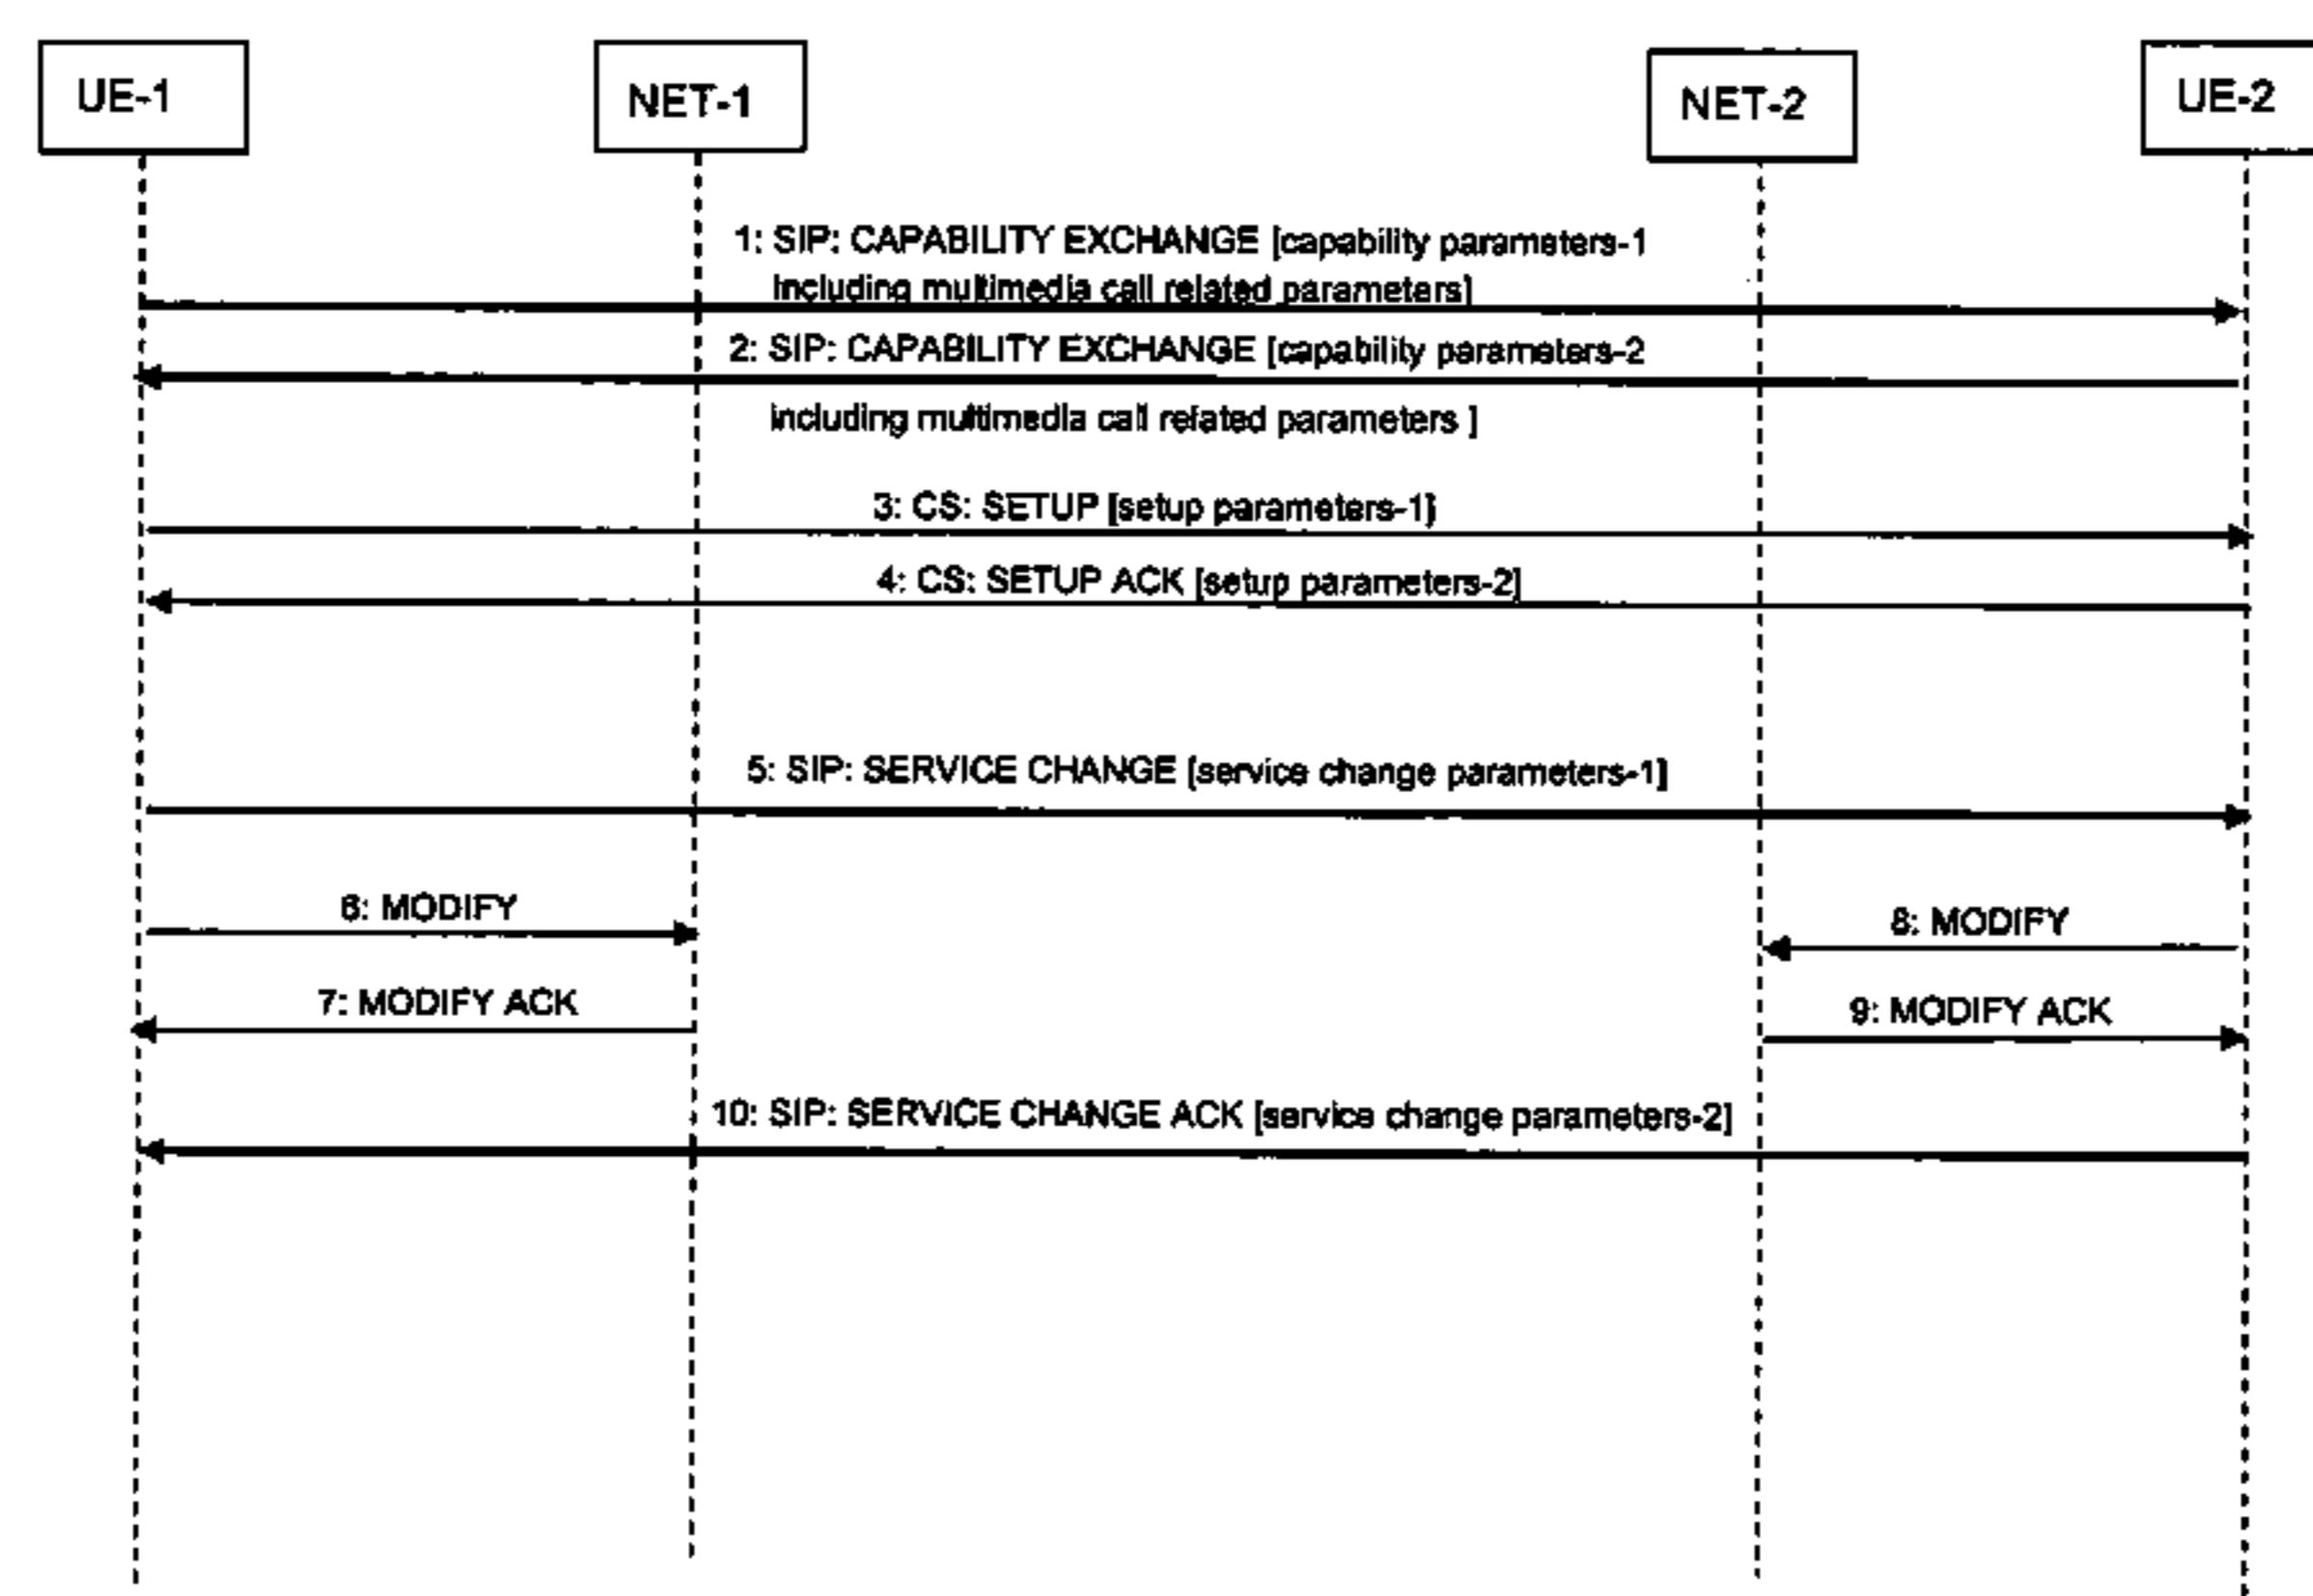 UE-1
NET-1
NET-2
UE-2
1: SIP: CAPABILITY EXCHANGE [capability parameters-1
including multimedia call related parameters]
2: SIP: CAPABILITY EXCHANGE [capability parameters-2
including multimedia call related parameters ]
3: CS: SETUP [setup parameters-1]
4: CS: SETUP ACK [setup parameters-2]
5: SIP: SERVICE CHANGE [service change parameters-1]
6: MODIFY
8: MODIFY
7: MODIFY ACK
9: MODIFY ACK
10: SIP: SERVICE CHANGE ACK [service change parameters-2]